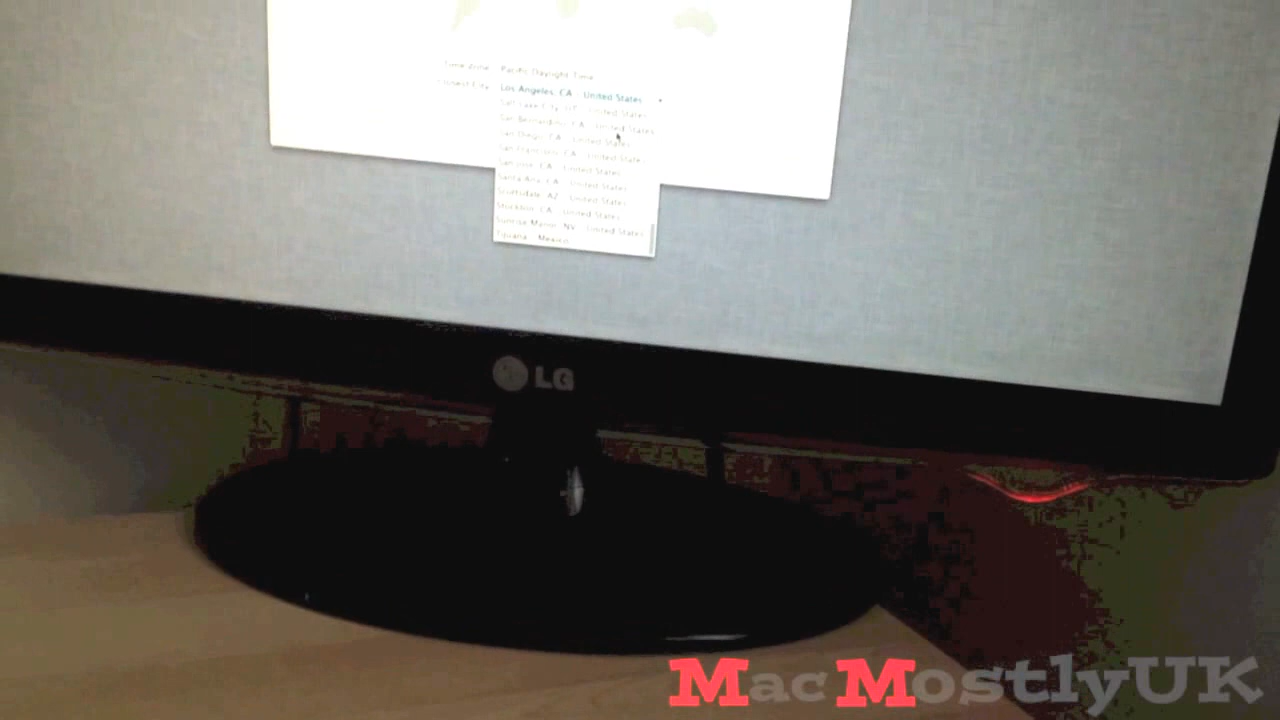 Time Zone: Pacific Daylight Time
Closest City: Los Angeles, CA - United States
Salt Lake City, UT - United States
San Bernardino, CA - United States
San Diego, CA - United States
San Francisco, CA - United States
San Jose, CA - United States
Santa Ana, CA - United States
Scottsdale, AZ - United States
Stockton, CA - United States
Sunrise Manor, NV - United States
Tijuana - Mexico
LG
MacMostlyUK